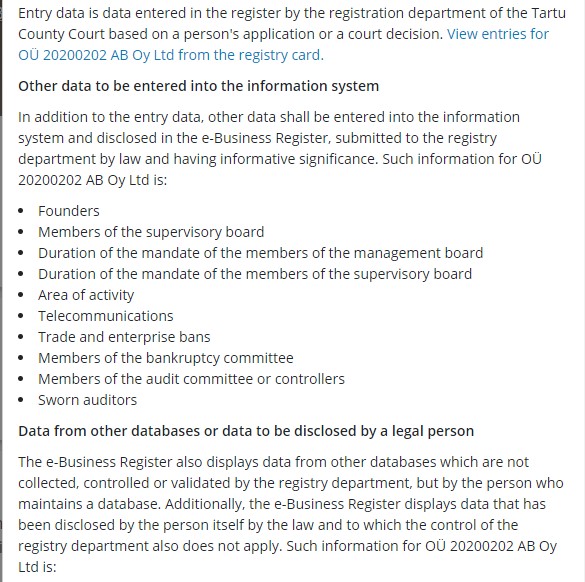 Entry data is data entered in the register by the registration department of the Tartu
County Court based on a person's application or a court decision. View entries for
OÜ 20200202 AB Oy Ltd from the registry card.
Other data to be entered into the information system
In addition to the entry data, other data shall be entered into the information
system and disclosed in the e-Business Register, submitted to the registry
department by law and having informative significance. Such information for OÜ
20200202 AB Oy Ltd is:
• Founders
• Members of the supervisory board
• Duration of the mandate of the members of the management board
• Duration of the mandate of the members of the supervisory board
• Area of activity
• Telecommunications
• Trade and enterprise bans
• Members of the bankruptcy committee
• Members of the audit committee or controllers
• Sworn auditors
Data from other databases or data to be disclosed by a legal person
The e-Business Register also displays data from other databases which are not
collected, controlled or validated by the registry department, but by the person who
maintains a database. Additionally, the e-Business Register displays data that has
been disclosed by the person itself by the law and to which the control of the
registry department also does not apply. Such information for OÜ 20200202 AB Oy
Ltd is: